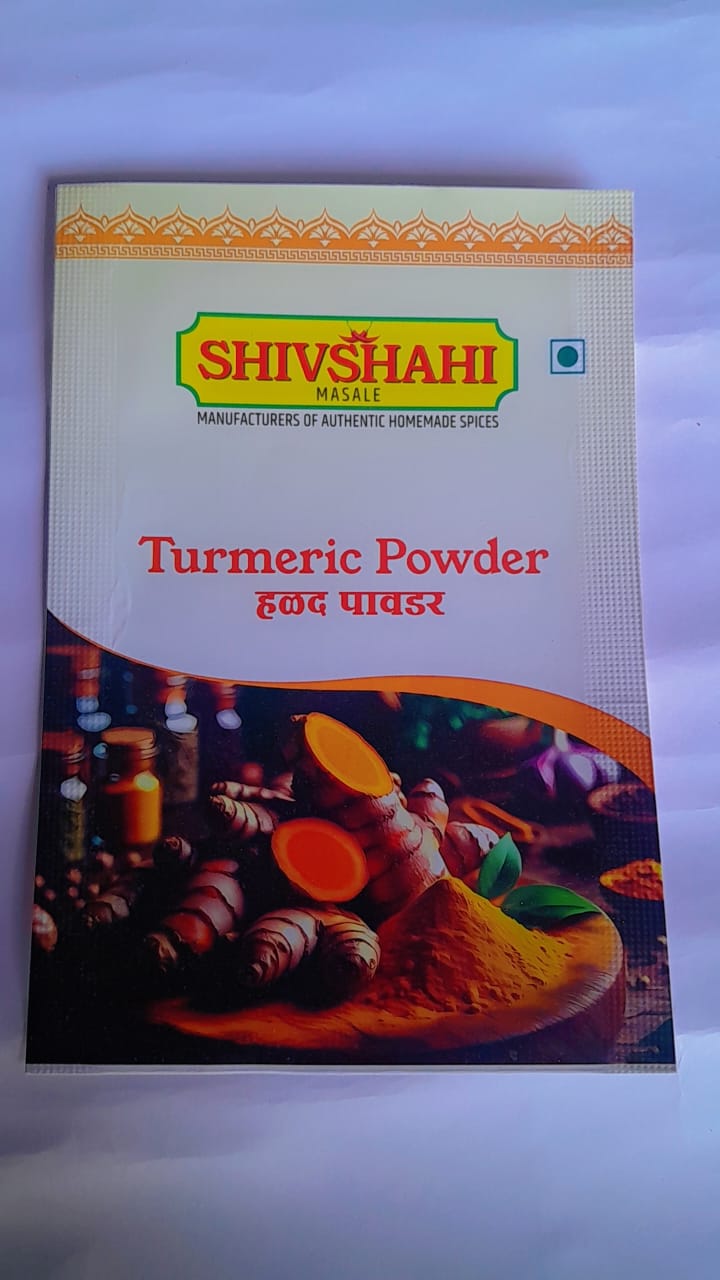 SHIVSHAHI
MASALE
MANUFACTURERS OF AUTHENTIC HOMEMADE SPICES
Turmeric Powder
हळद पावडर